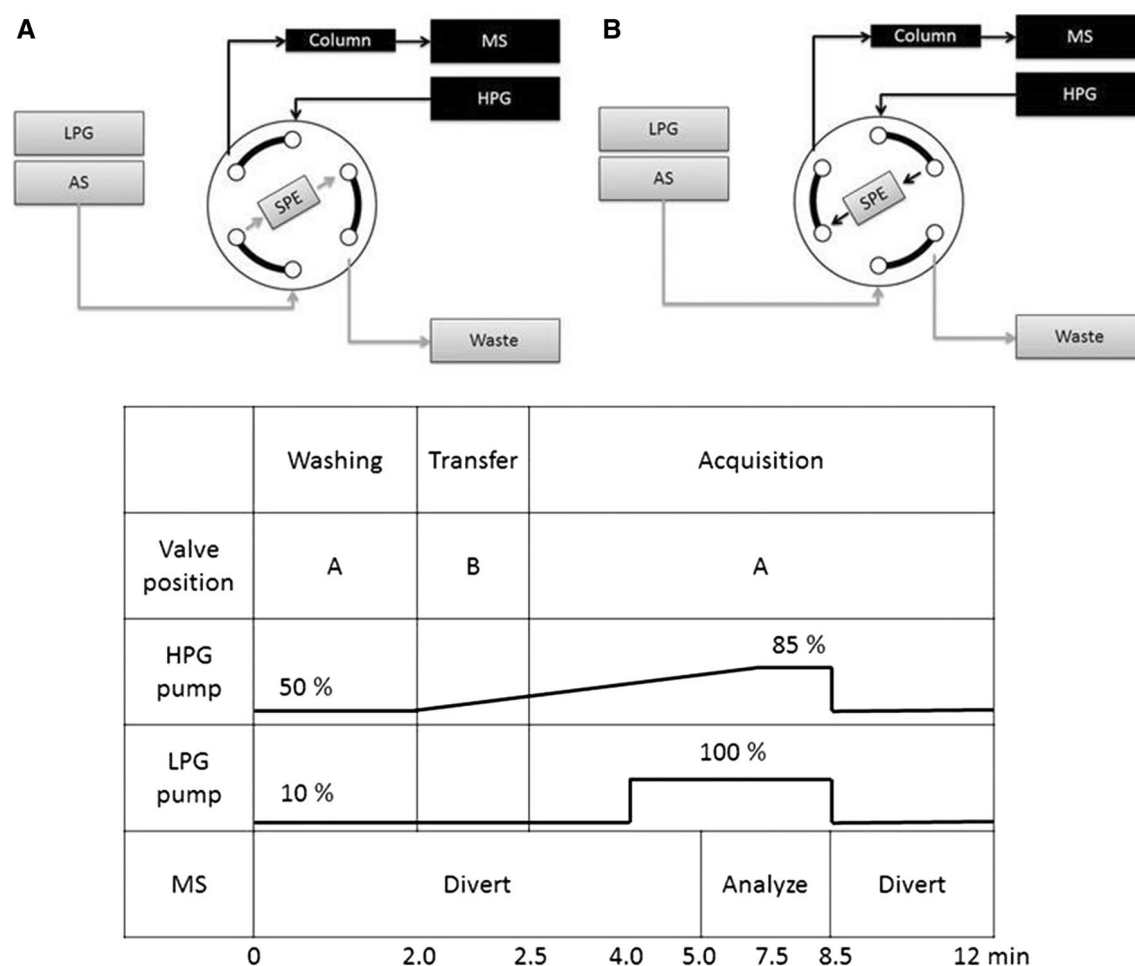 A
Column
MS
HPG
LPG
AS
SPE
Waste
B
Column
MS
HPG
LPG
AS
SPE
Waste
Washing Transfer Acquisition
Valve
position
A B A
HPG
pump
50 % 85 %
LPG
pump
10 % 100 %
MS Divert Analyze Divert
0 2.0 2.5 4.0 5.0 7.5 8.5 12 min